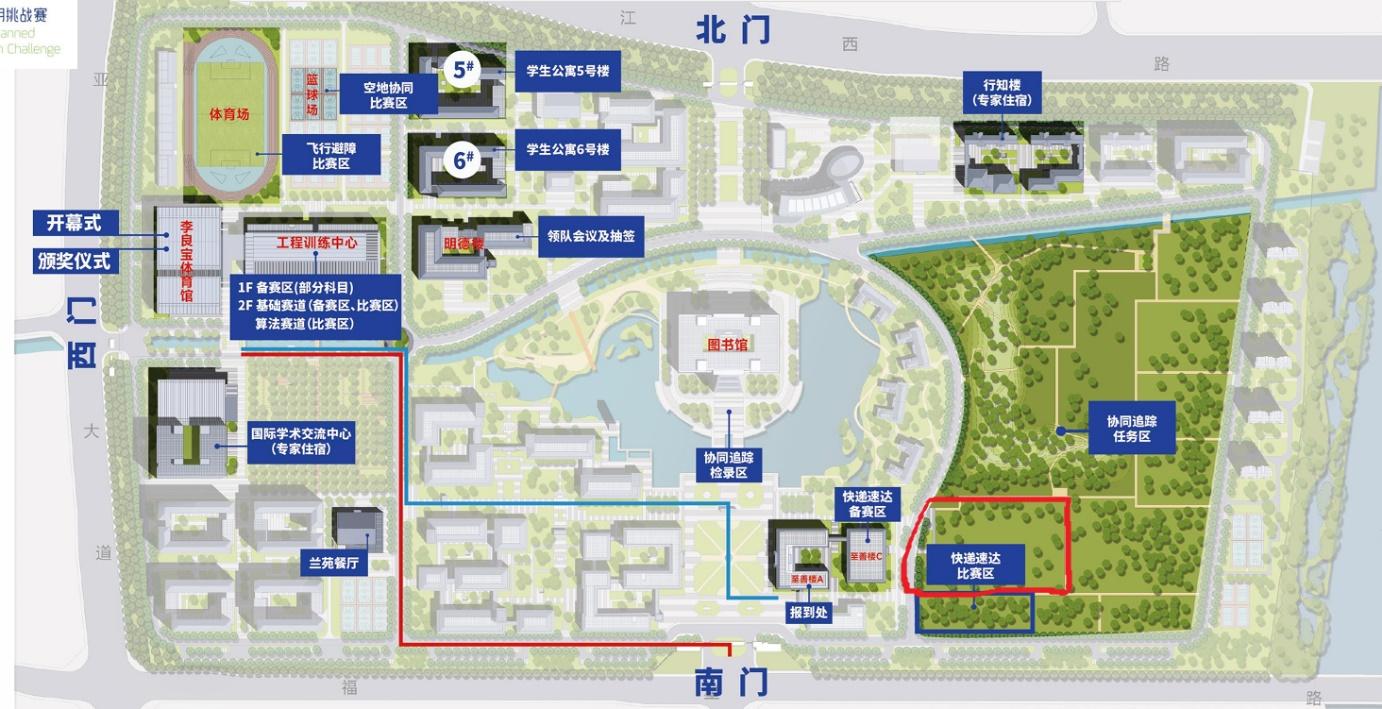 明挑战赛
anned
n Challenge
江
北 门
西
路
亚
5#
学生公寓5号楼
篮球场
空地协同
比赛区
体育场
行知楼
(专家住宿)
飞行避障
比赛区
6#
学生公寓6号楼
开幕式
颁奖仪式
李良宝体育馆
工程训练中心
明德楼
领队会议及抽签
1F 备赛区(部分科目)
2F 基础赛道(备赛区、比赛区)
算法赛道(比赛区)
西门
图书馆
大
国际学术交流中心
(专家住宿)
协同追踪
检录区
协同追踪
任务区
快递速达
备赛区
道
兰苑餐厅
至善楼C
至善楼A
快递速达
比赛区
报到处
南 门
福
路